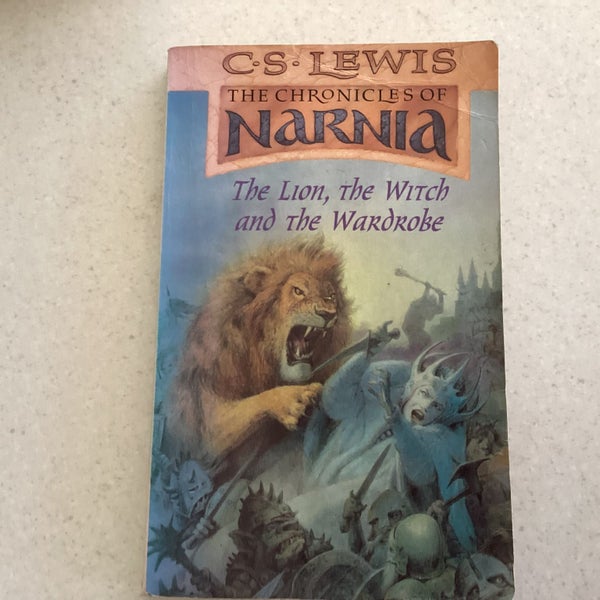 C·S·LEWIS
THE CHRONICLES OF
NARNIA
The Lion, the Witch
and the Wardrobe